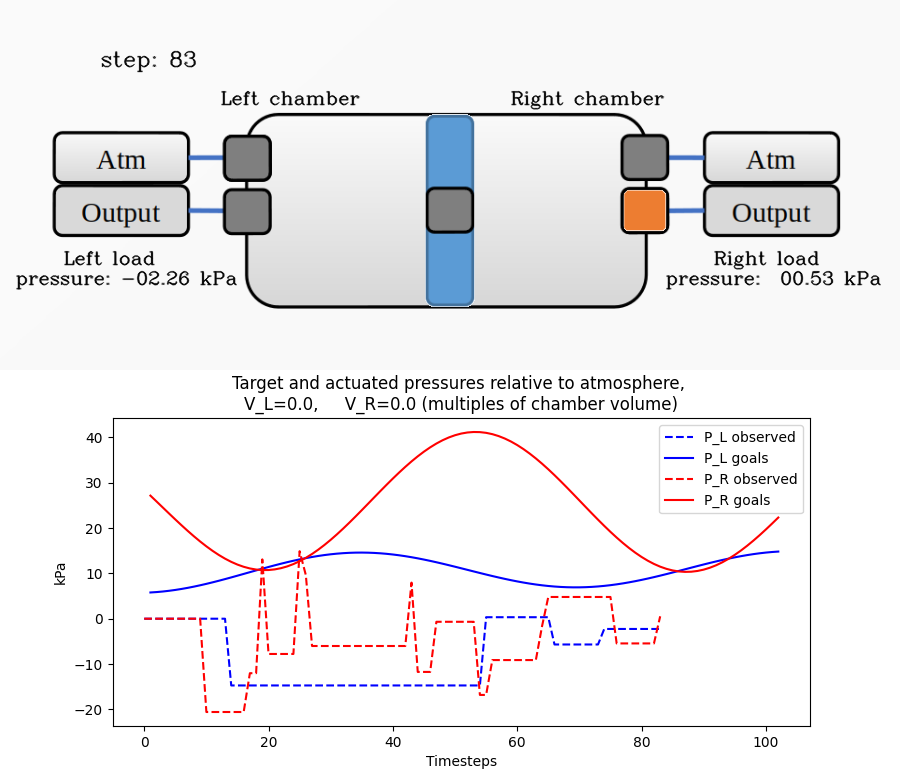 step: 83
Left chamber
Right chamber
Atm
Atm
Output
Output
Left load
pressure: -02.26 kPa
Right load
pressure: 00.53 kPa
Target and actuated pressures relative to atmosphere,
V_L=0.0, V_R=0.0 (multiples of chamber volume)
P_L observed
P_L goals
P_R observed
P_R goals
kPa
40
30
20
10
0
−10
−20
0 20 40 60 80 100
Timesteps